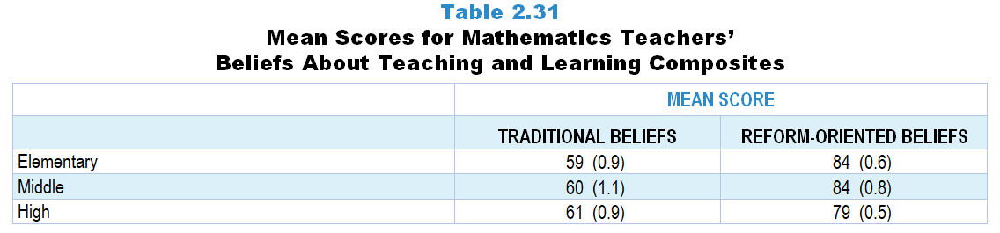 Table 2.31
Mean Scores for Mathematics Teachers’
Beliefs About Teaching and Learning Composites
MEAN SCORE
TRADITIONAL BELIEFS REFORM-ORIENTED BELIEFS
Elementary 59 (0.9) 84 (0.6)
Middle 60 (1.1) 84 (0.8)
High 61 (0.9) 79 (0.5)